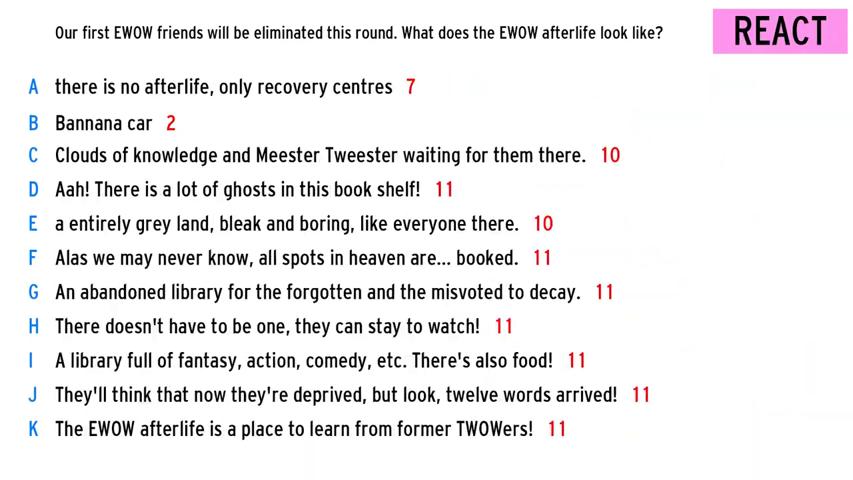 Our first EWOW friends will be eliminated this round. What does the EWOW afterlife look like?
REACT
A there is no afterlife, only recovery centres 7
B Bannana car 2
C Clouds of knowledge and Meester Tweester waiting for them there. 10
D Aah! There is a lot of ghosts in this book shelf! 11
E a entirely grey land, bleak and boring, like everyone there. 10
F Alas we may never know, all spots in heaven are... booked. 11
G An abandoned library for the forgotten and the misvoted to decay. 11
H There doesn't have to be one, they can stay to watch! 11
I A library full of fantasy, action, comedy, etc. There's also food! 11
J They'll think that now they're deprived, but look, twelve words arrived! 11
K The EWOW afterlife is a place to learn from former TWOWers! 11